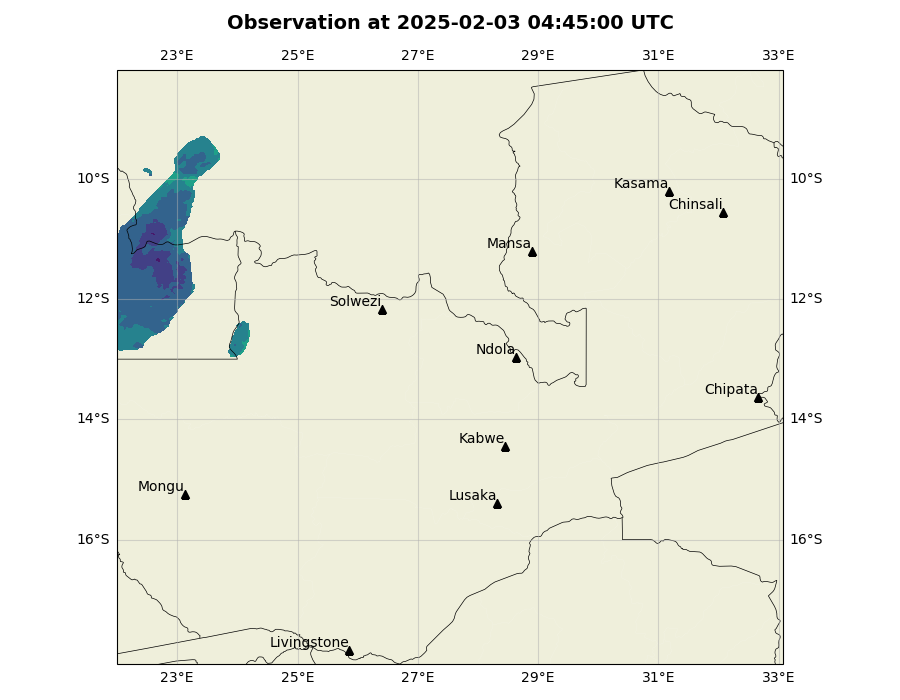 Observation at 2025-02-03 04:45:00 UTC
23°E 25°E 27°E 29°E 31°E 33°E
10°S 10°S
Kasama
Chinsali
Mansa
12°S 12°S
Solwezi
Ndola
Chipata
14°S 14°S
Kabwe
Mongu
Lusaka
16°S 16°S
Livingstone
23°E 25°E 27°E 29°E 31°E 33°E